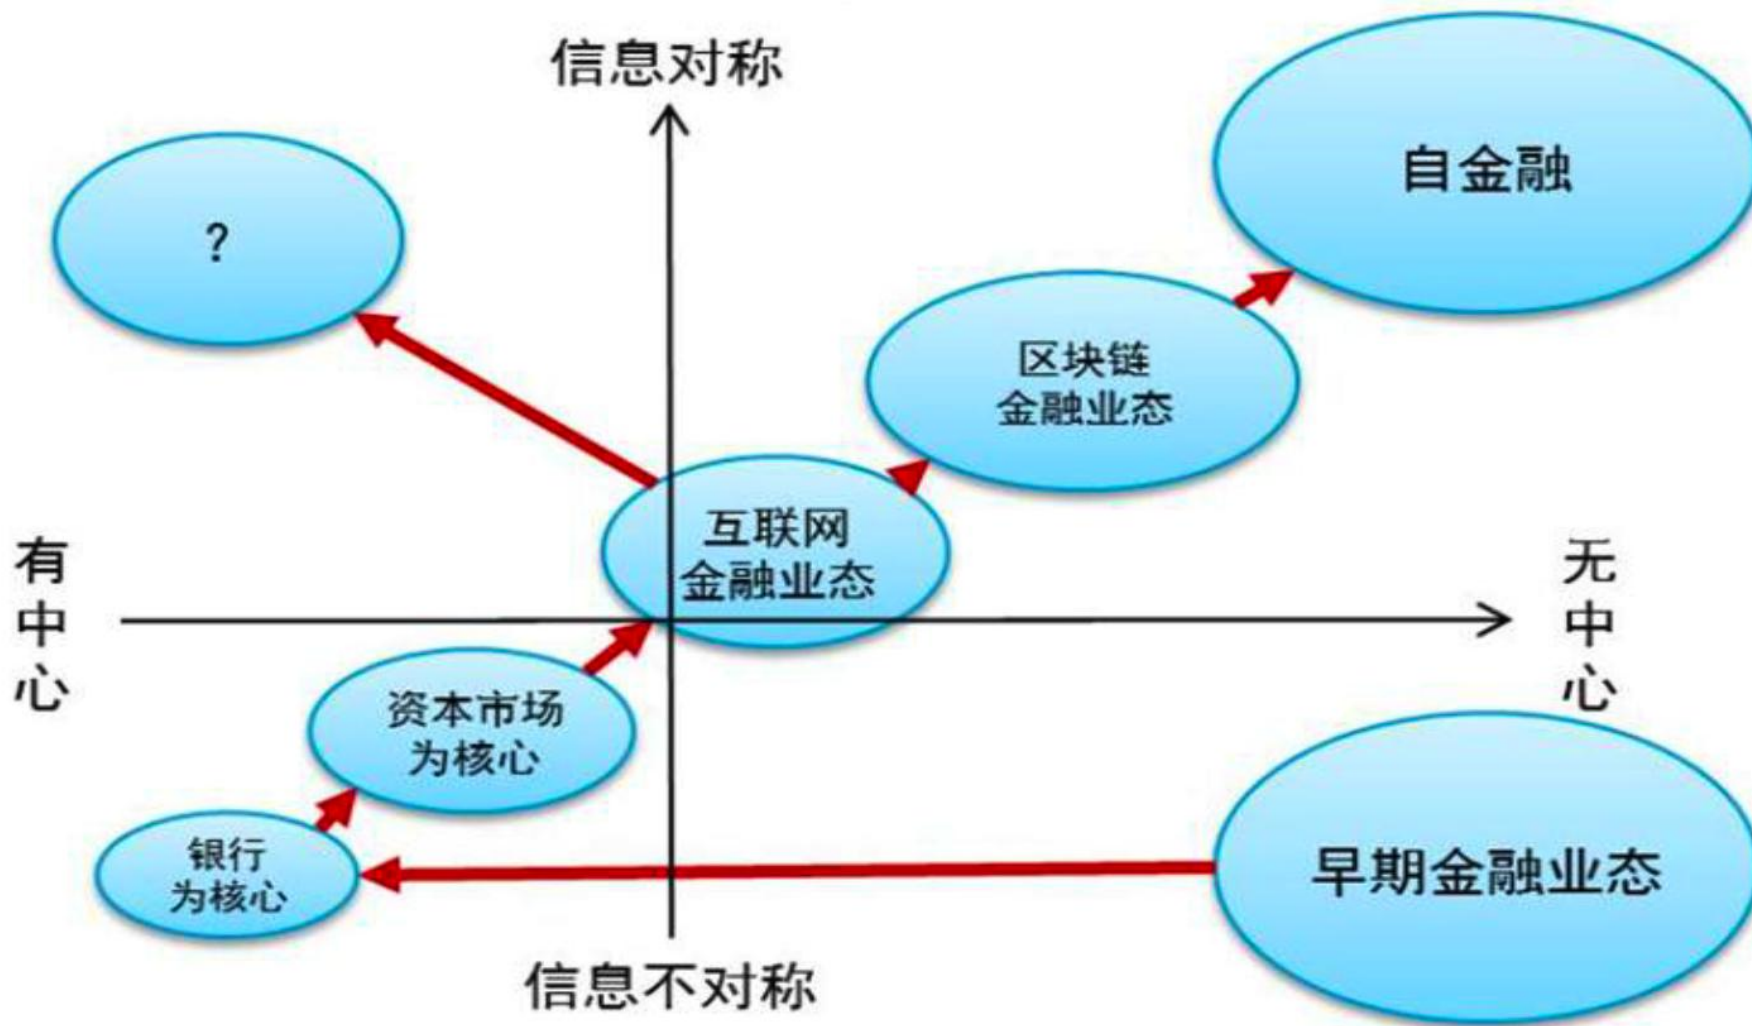 信息对称
自金融
?
区块链
金融业态
互联网
金融业态
有中心
无中心
资本市场
为核心
银行
为核心
早期金融业态
信息不对称